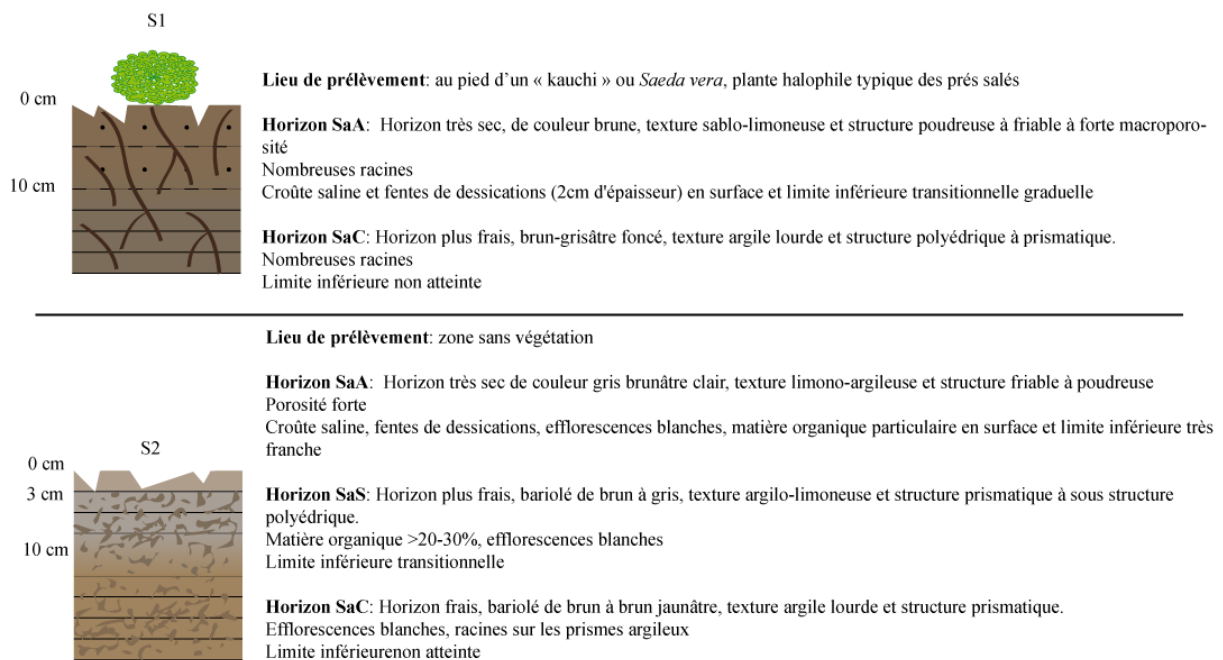 S1
Lieu de prélèvement: au pied d’un « kauchi » ou Saeda vera, plante halophile typique des prés salés
0 cm
Horizon SaA:  Horizon très sec, de couleur brune, texture sablo-limoneuse et structure poudreuse à friable à forte macroporo-
sité
Nombreuses racines
10 cm
Croûte saline et fentes de dessications (2cm d'épaisseur) en surface et limite inférieure transitionnelle graduelle
Horizon SaC: Horizon plus frais, brun-grisâtre foncé, texture argile lourde et structure polyédrique à prismatique.
Nombreuses racines
Limite inférieure non atteinte
Lieu de prélèvement: zone sans végétation
Horizon SaA:  Horizon très sec de couleur gris brunâtre clair, texture limono-argileuse et structure friable à poudreuse
Porosité forte
Croûte saline, fentes de dessications, efflorescences blanches, matière organique particulaire en surface et limite inférieure très
franche
S2
0 cm
3 cm
Horizon SaS: Horizon plus frais, bariolé de brun à gris, texture argilo-limoneuse et structure prismatique à sous structure
polyédrique.
Matière organique >20-30%, efflorescences blanches
10 cm
Limite inférieure transitionnelle
Horizon SaC: Horizon frais, bariolé de brun à brun jaunâtre, texture argile lourde et structure prismatique.
Efflorescences blanches, racines sur les prismes argileux
Limite inférieurenon atteinte